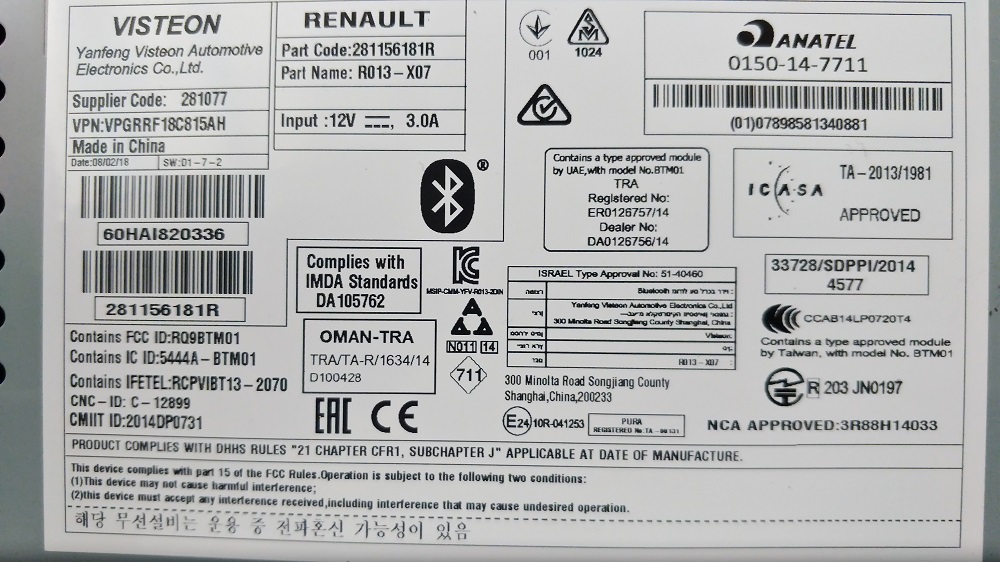 VISTEON
Yanfeng Visteon Automotive
Electronics Co.,Ltd.
Supplier Code: 281077
VPN:VPGRRF18C815AH
Made in China
Date:08/02/18 SW:01-7-2
60HAI820336
281156181R
RENAULT
Part Code:281156181R
Part Name: R013-X07
Input :12V , 3.0A
001
1024
ANATEL
0150-14-7711
(01)07898581340881
Contains a type approved module
by UAE,with model No.BTM01
TRA
Registered No:
ER0126757/14
Dealer No:
DA0126756/14
ICASA
TA-2013/1981
APPROVED
Complies with
IMDA Standards
DA105762
MSIP-CMM-YFV-R013-2DIN
ISRAEL Type Approval No: 51-40460
Bluetooth
Yanfeng Visteon Automotive Electronics Co.,Ltd
300 Minolta Road Songjiang County Shanghai, China
Visteon
R013-X07
33728/SDPPI/2014
4577
CCAB14LP0720T4
Contains a type approved module
by Taiwan, with model No. BTM01
R 203 JN0197
NCA APPROVED:3R88H14033
Contains FCC ID:RQ9BTM01
Contains IC ID:5444A-BTM01
Contains IFETEL:RCPVIBT13-2070
CNC-ID: C-12899
CMIIT ID:2014DP0731
OMAN-TRA
TRA/TA-R/1634/14
D100428
N011 14
711
EAC CE
300 Minolta Road Songjiang County
Shanghai,China,200233
E24 10R-041253
PURA
REGISTERED No:
PRODUCT COMPLIES WITH DHHS RULES "21 CHAPTER CFR1, SUBCHAPTER J" APPLICABLE AT DATE OF MANUFACTURE.
This device complies with part 15 of the FCC Rules.Operation is subject to the following two conditions:
(1)This device may not cause harmful interference;
(2)this device must accept any interference received,including interference that may cause undesired operation.
해당 무선설비는 운용 중 전파혼신 가능성이 있음